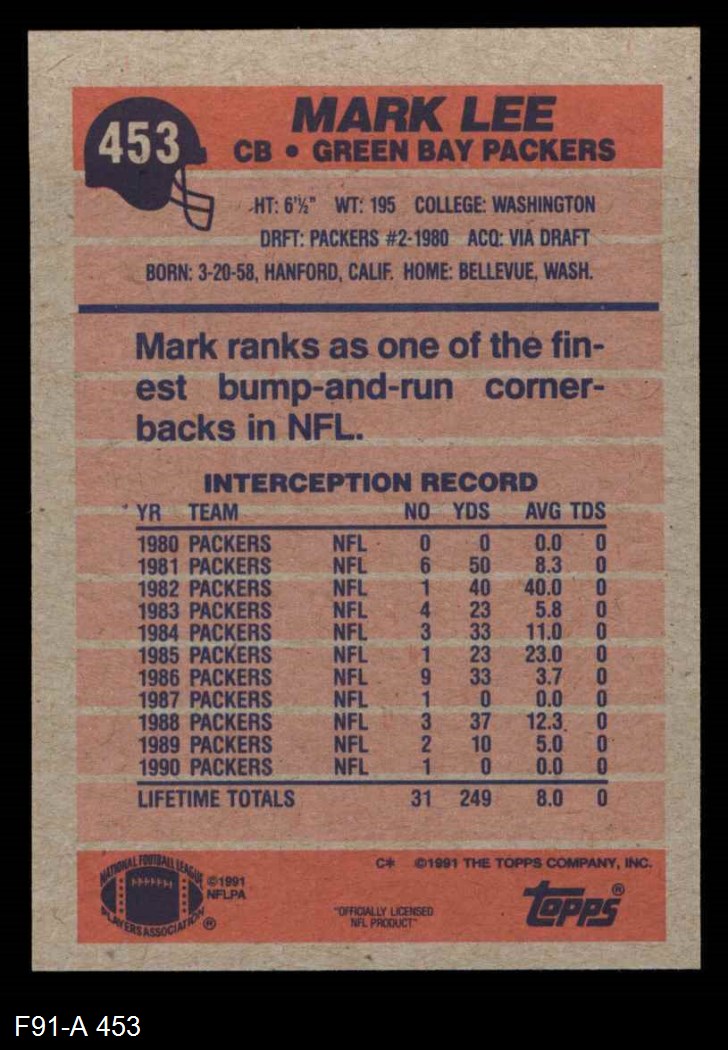 453
MARK LEE
CB • GREEN BAY PACKERS
HT: 6'½" WT: 195 COLLEGE: WASHINGTON
DRFT: PACKERS #2-1980 ACQ: VIA DRAFT
BORN: 3-20-58, HANFORD, CALIF. HOME: BELLEVUE, WASH.
Mark ranks as one of the fin-
est bump-and-run corner-
backs in NFL.
INTERCEPTION RECORD
YR TEAM NO YDS AVG TDS
1980 PACKERS NFL 0 0 0.0 0
1981 PACKERS NFL 6 50 8.3 0
1982 PACKERS NFL 1 40 40.0 0
1983 PACKERS NFL 4 23 5.8 0
1984 PACKERS NFL 3 33 11.0 0
1985 PACKERS NFL 1 23 23.0 0
1986 PACKERS NFL 9 33 3.7 0
1987 PACKERS NFL 1 0 0.0 0
1988 PACKERS NFL 3 37 12.3 0
1989 PACKERS NFL 2 10 5.0 0
1990 PACKERS NFL 1 0 0.0 0
LIFETIME TOTALS 31 249 8.0 0
C* ©1991 THE TOPPS COMPANY, INC.
NATIONAL FOOTBALL LEAGUE
PLAYERS ASSOCIATION ®
©1991
NFLPA
"OFFICIALLY LICENSED
NFL PRODUCT"
topps®
F91-A 453